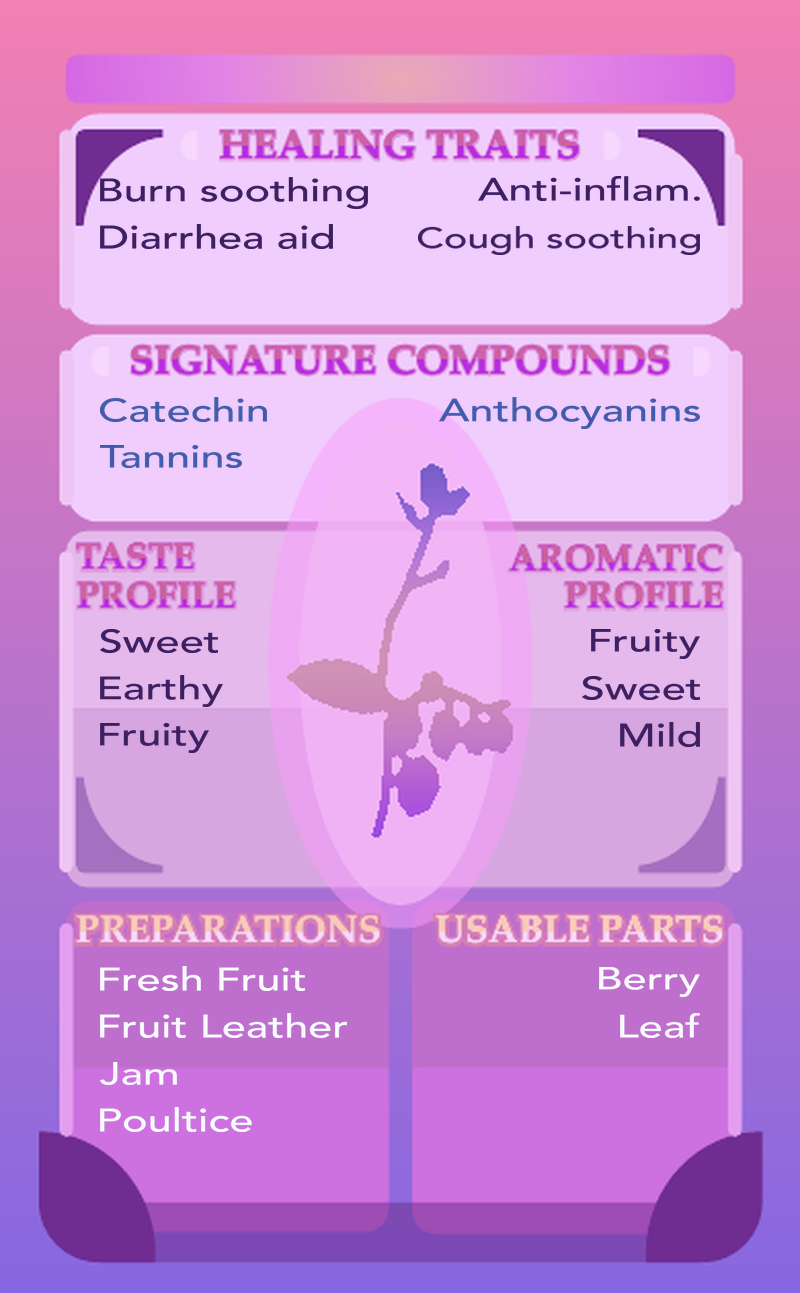 HEALING TRAITS
Burn soothing
Anti-inflam.
Diarrhea aid
Cough soothing
SIGNATURE COMPOUNDS
Catechin
Anthocyanins
Tannins
TASTE
PROFILE
Sweet
Earthy
Fruity
AROMATIC
PROFILE
Fruity
Sweet
Mild
PREPARATIONS
Fresh Fruit
Fruit Leather
Jam
Poultice
USABLE PARTS
Berry
Leaf